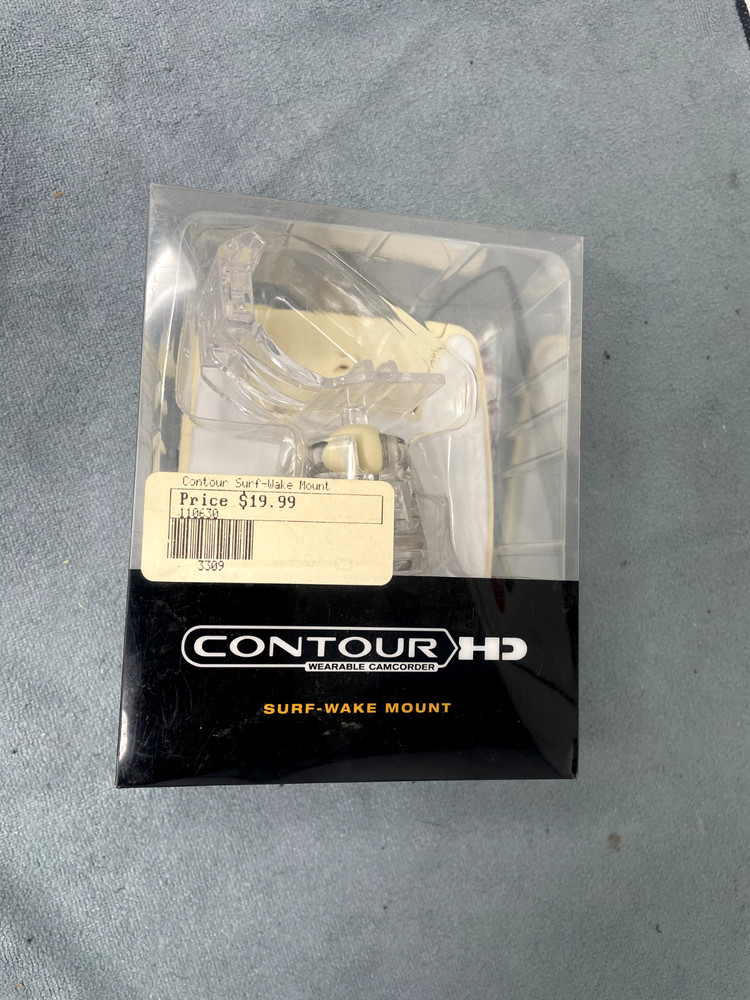 Contour Surf-Wake Mount
Price $19.99
110630
3309
CONTOUR HD
WEARABLE CAMCORDER
SURF-WAKE MOUNT